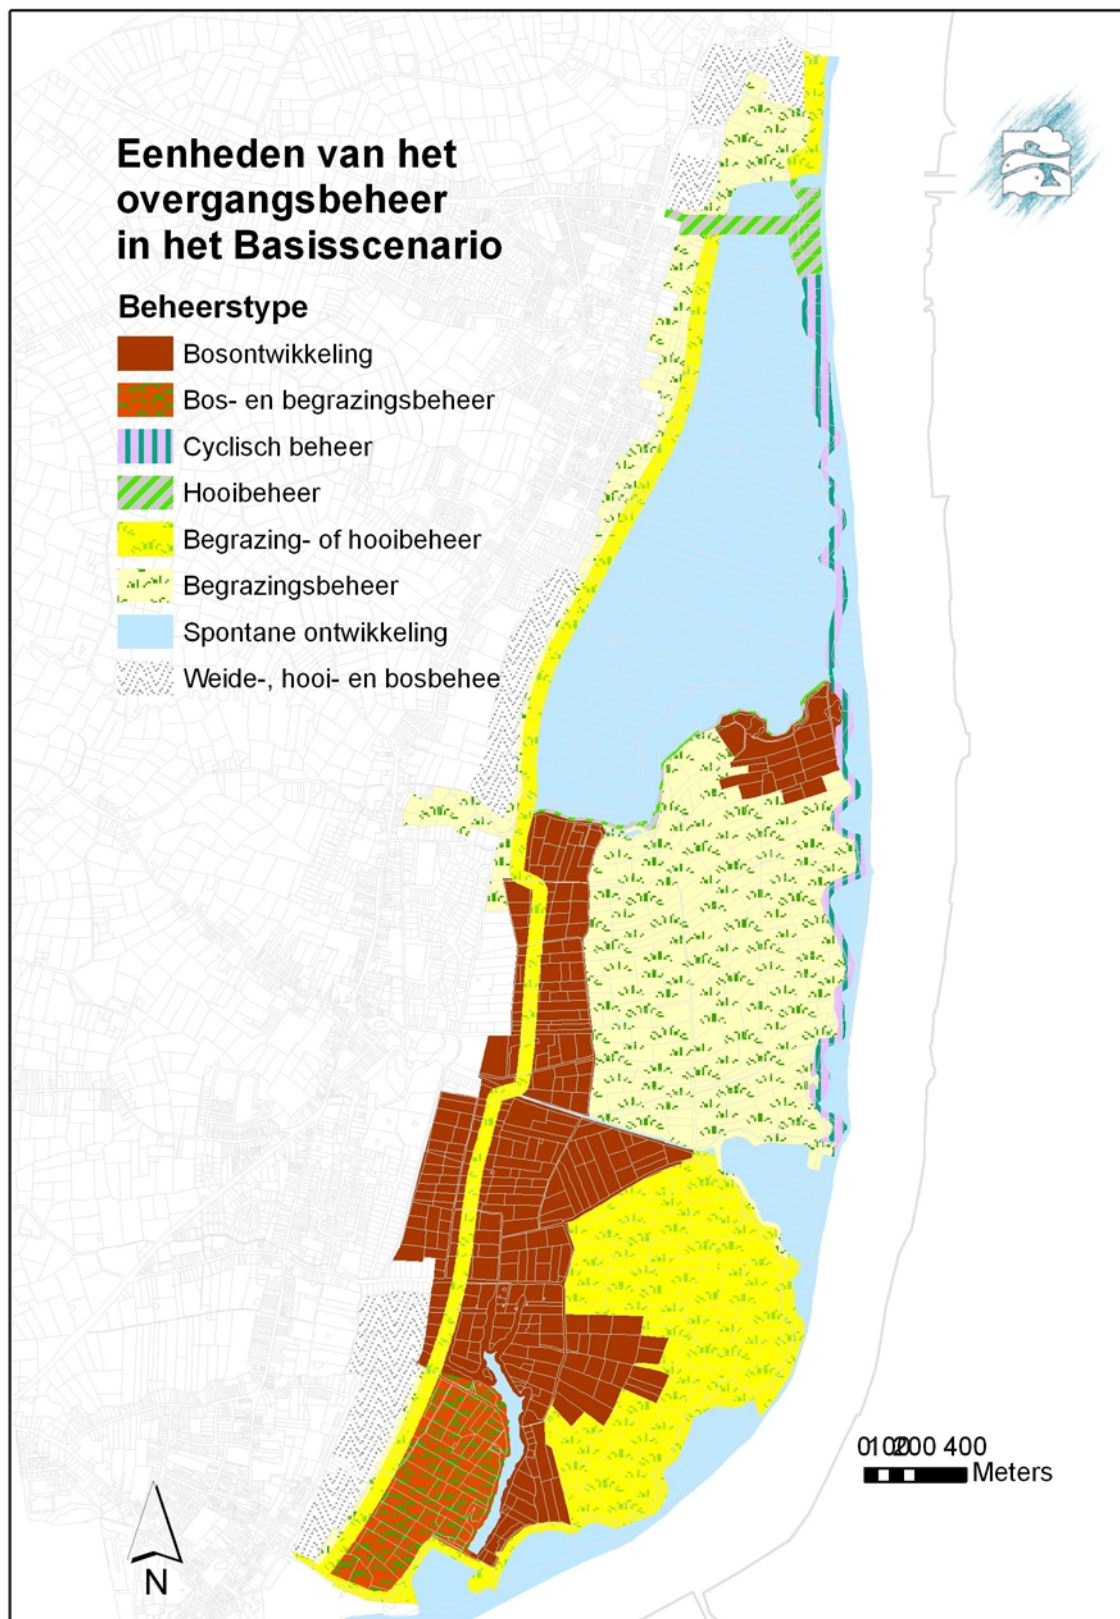 Eenheden van het
overgangsbeheer
in het Basisscenario
Beheerstype
Bosontwikkeling
Bos- en begrazingsbeheer
Cyclisch beheer
Hooibeheer
Begrazing- of hooibeheer
Begrazingsbeheer
Spontane ontwikkeling
Weide-, hooi- en bosbehee
0100200 400
Meters
N